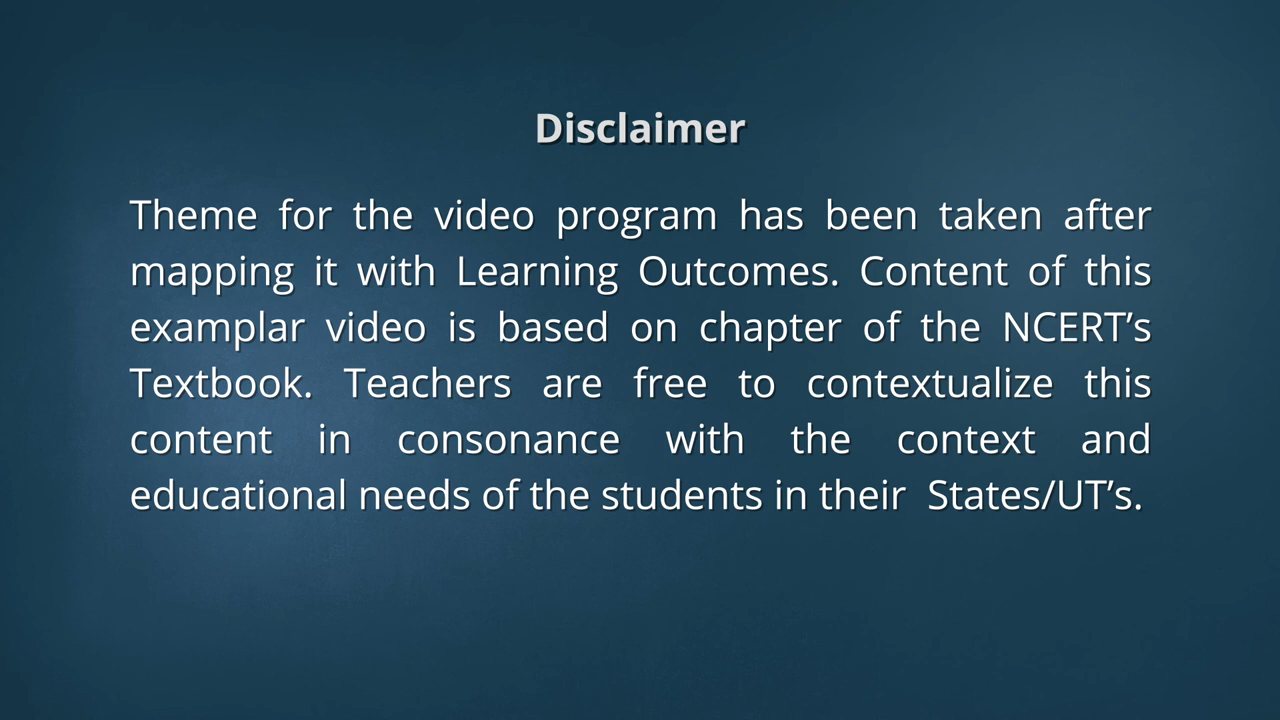 Disclaimer
Theme for the video program has been taken after
mapping it with Learning Outcomes. Content of this
examplar video is based on chapter of the NCERT’s
Textbook. Teachers are free to contextualize this
content in consonance with the context and
educational needs of the students in their  States/UT’s.